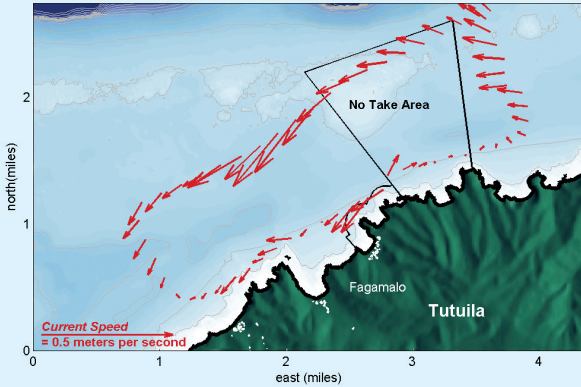 2
No Take Area
north(miles)
1
Fagamalo
Tutuila
Current Speed
= 0.5 meters per second
0
0 1 2 3 4
east (miles)